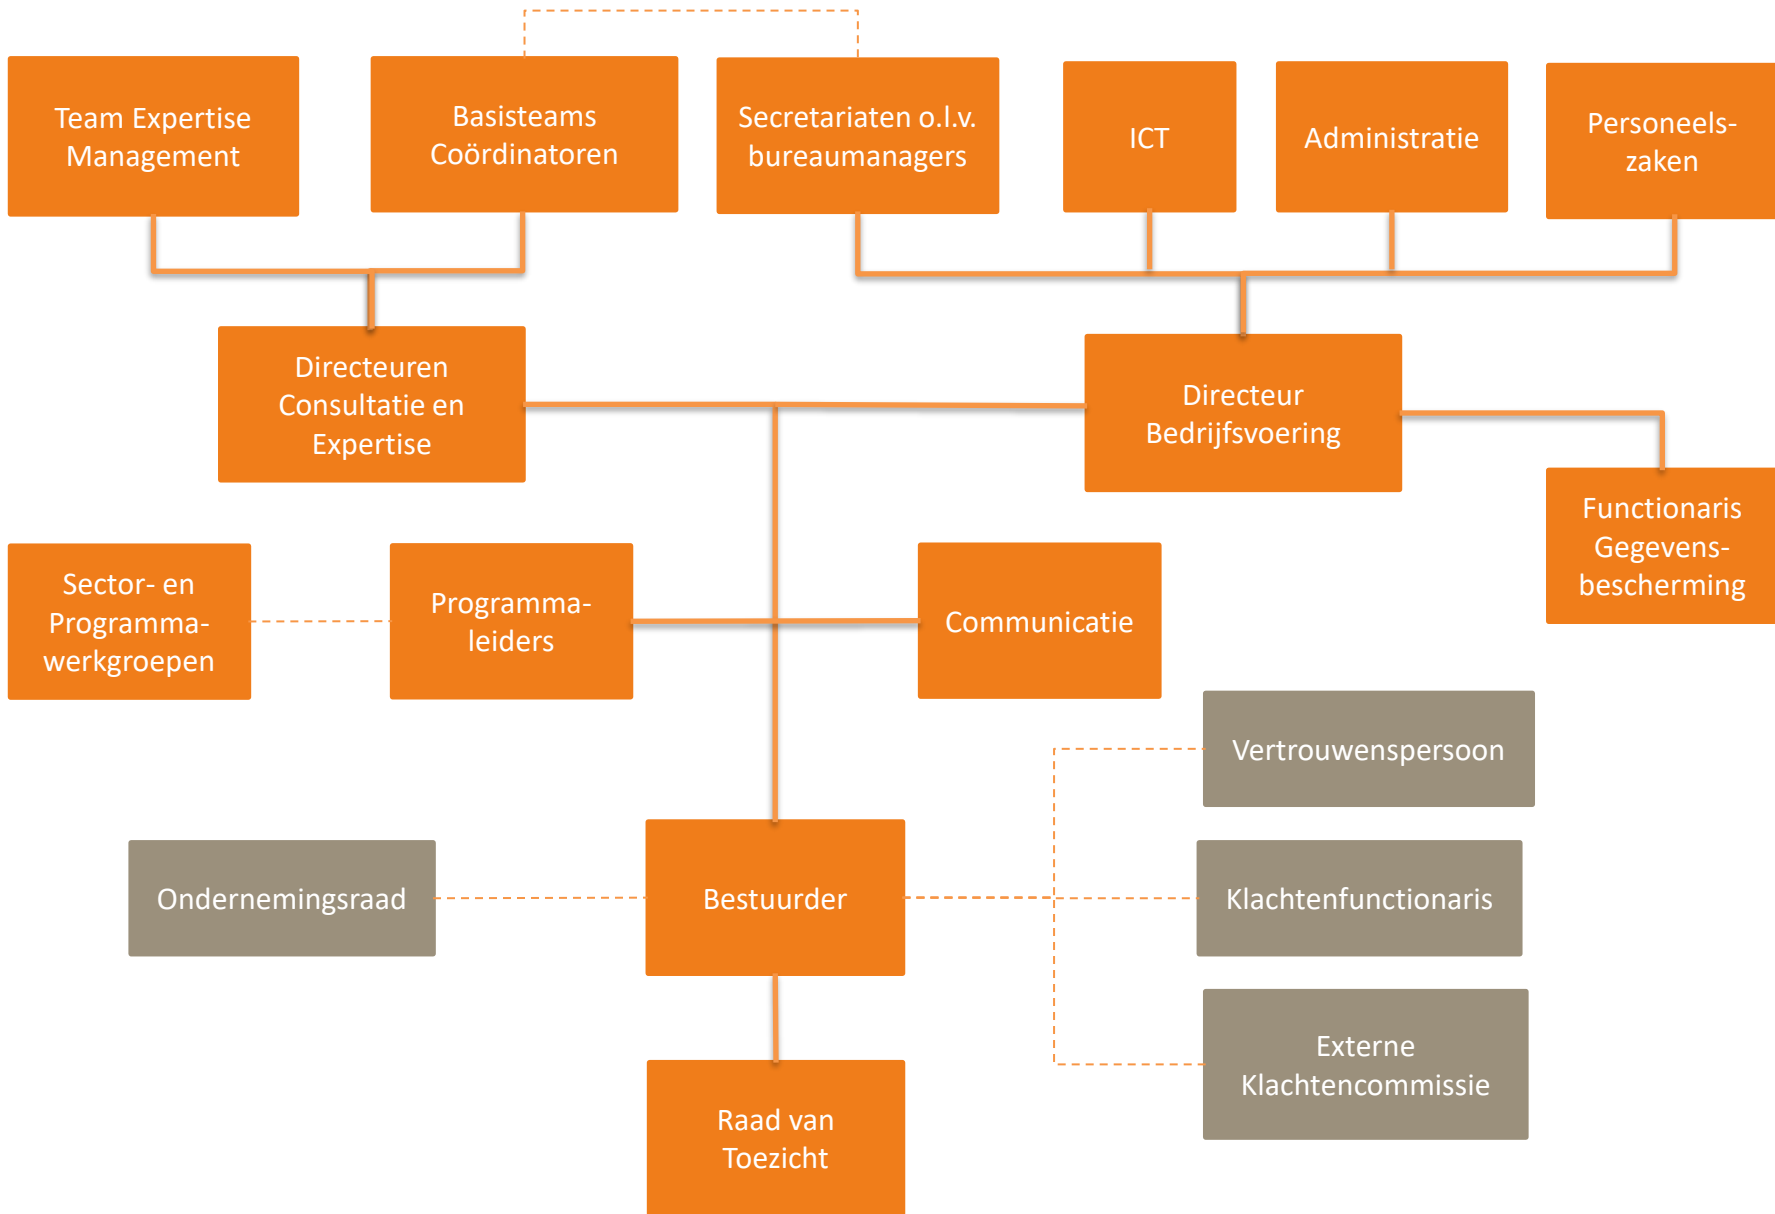 Team Expertise
Management
Basisteams
Coördinatoren
Secretariaten o.l.v.
bureaumanagers
ICT
Administratie
Personeels-
zaken
Directeuren
Consultatie en
Expertise
Directeur
Bedrijfsvoering
Functionaris
Gegevens-
bescherming
Sector- en
Programma-
werkgroepen
Programma-
leiders
Communicatie
Vertrouwenspersoon
Ondernemingsraad
Bestuurder
Klachtenfunctionaris
Externe
Klachtencommissie
Raad van
Toezicht